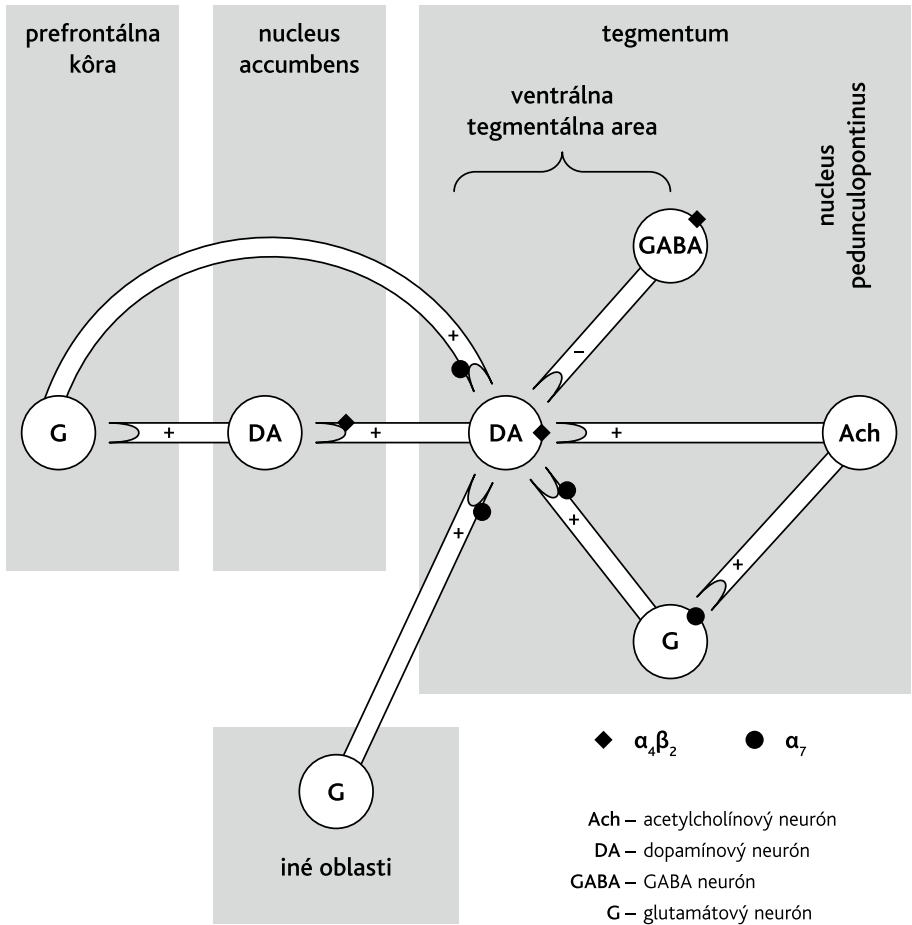 prefrontálna
kôra
nucleus
accumbens
tegmentum
ventrálna
tegmentálna area
nucleus
pedunculopontinus
GABA
+
–
G
+
DA
+
DA
+
Ach
+
+
+
G
G
iné oblasti
α₄β₂
α₇
Ach – acetylcholínový neurón
DA – dopamínový neurón
GABA – GABA neurón
G – glutamátový neurón